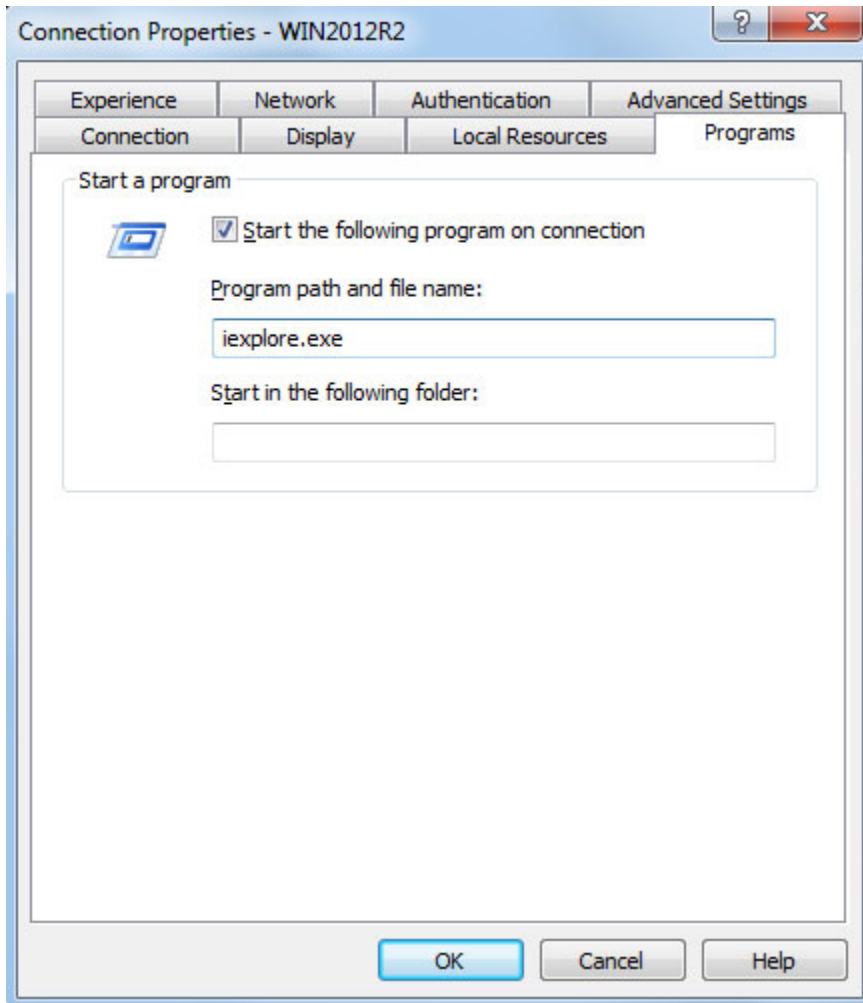 Connection Properties - WIN2012R2
Experience
Network
Authentication
Advanced Settings
Connection
Display
Local Resources
Programs
Start a program
Start the following program on connection
Program path and file name:
iexplore.exe
Start in the following folder:
OK
Cancel
Help